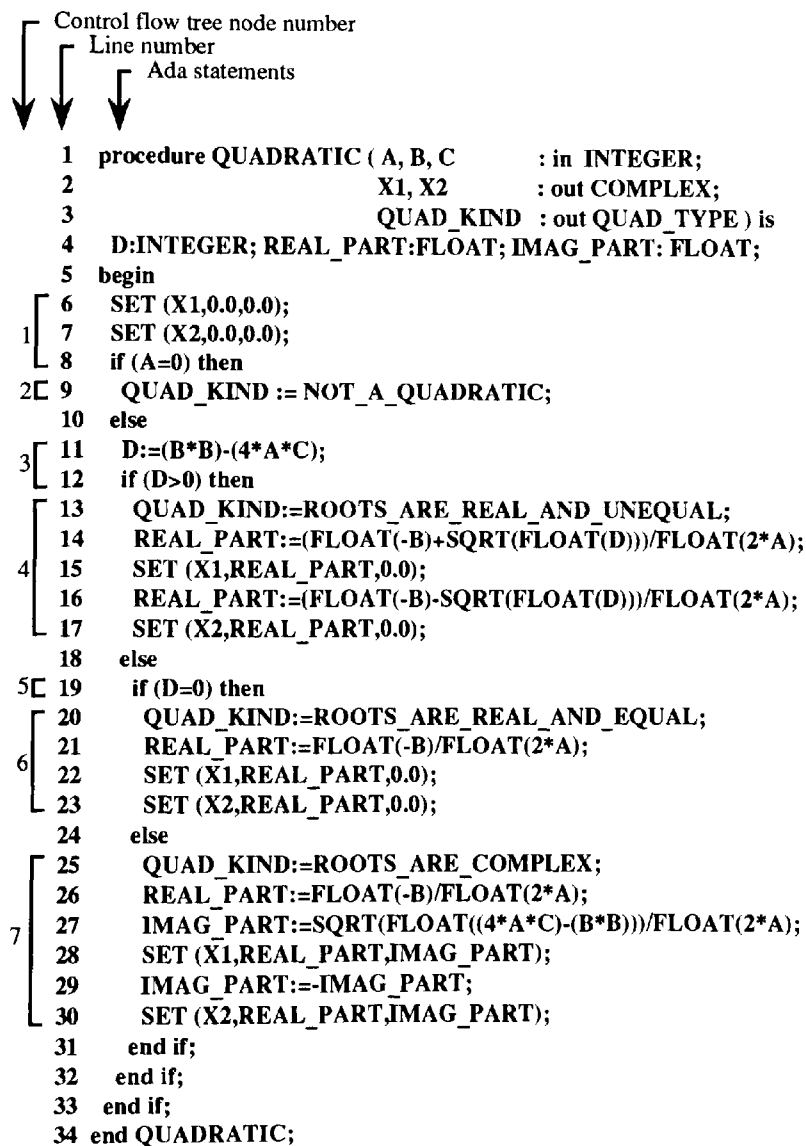 Control flow tree node number
Line number
Ada statements
1 procedure QUADRATIC ( A, B, C : in INTEGER;
2 X1, X2 : out COMPLEX;
3 QUAD_KIND : out QUAD_TYPE ) is
4 D:INTEGER; REAL_PART:FLOAT; IMAG_PART: FLOAT;
5 begin
6 SET (X1,0.0,0.0);
1 7 SET (X2,0.0,0.0);
8 if (A=0) then
2 9 QUAD_KIND := NOT_A_QUADRATIC;
10 else
3 11 D:=(B*B)-(4*A*C);
12 if (D>0) then
13 QUAD_KIND:=ROOTS_ARE_REAL_AND_UNEQUAL;
14 REAL_PART:=(FLOAT(-B)+SQRT(FLOAT(D)))/FLOAT(2*A);
4 15 SET (X1,REAL_PART,0.0);
16 REAL_PART:=(FLOAT(-B)-SQRT(FLOAT(D)))/FLOAT(2*A);
17 SET (X2,REAL_PART,0.0);
18 else
5 19 if (D=0) then
20 QUAD_KIND:=ROOTS_ARE_REAL_AND_EQUAL;
21 REAL_PART:=FLOAT(-B)/FLOAT(2*A);
6 22 SET (X1,REAL_PART,0.0);
23 SET (X2,REAL_PART,0.0);
24 else
25 QUAD_KIND:=ROOTS_ARE_COMPLEX;
26 REAL_PART:=FLOAT(-B)/FLOAT(2*A);
7 27 IMAG_PART:=SQRT(FLOAT((4*A*C)-(B*B)))/FLOAT(2*A);
28 SET (X1,REAL_PART,IMAG_PART);
29 IMAG_PART:=-IMAG_PART;
30 SET (X2,REAL_PART,IMAG_PART);
31 end if;
32 end if;
33 end if;
34 end QUADRATIC;